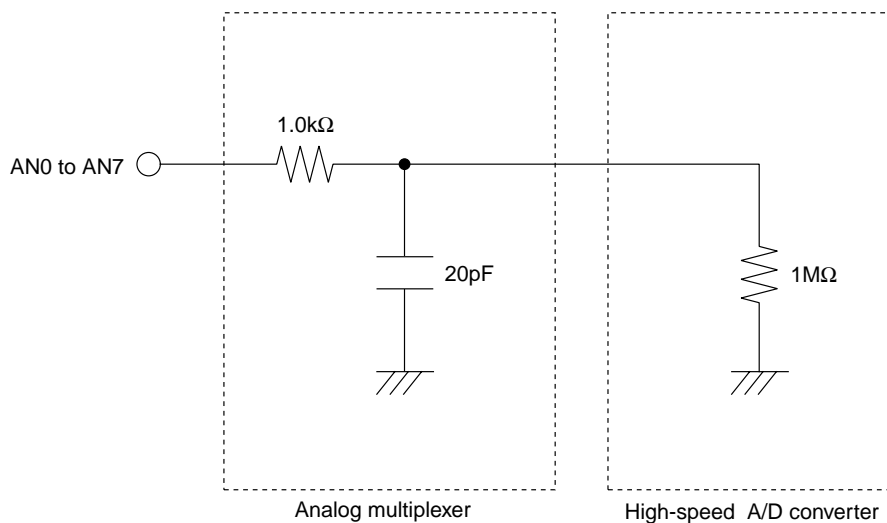 1.0kΩ
AN0 to AN7
20pF
1MΩ
Analog multiplexer
High-speed A/D converter